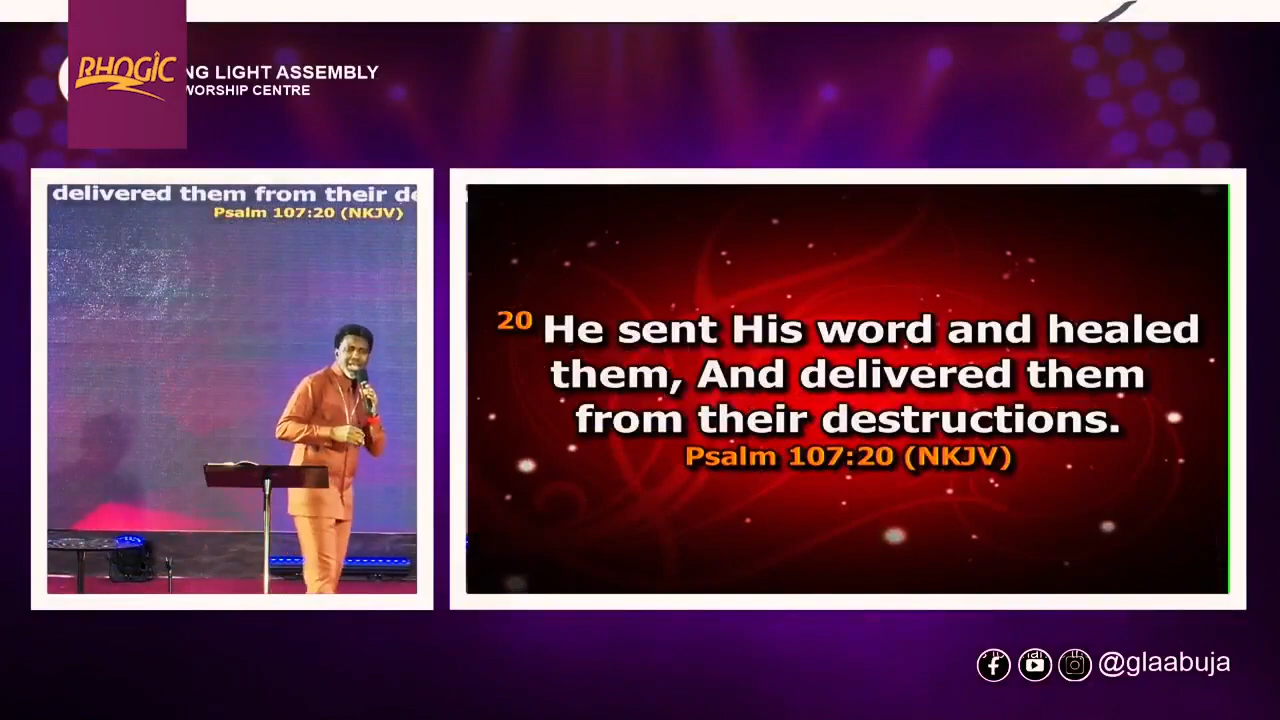 RHOGIC
NG LIGHT ASSEMBLY
WORSHIP CENTRE
delivered them from their de
Psalm 107:20 (NKJV)
20 He sent His word and healed
them, And delivered them
from their destructions.
Psalm 107:20 (NKJV)
@glaabuja